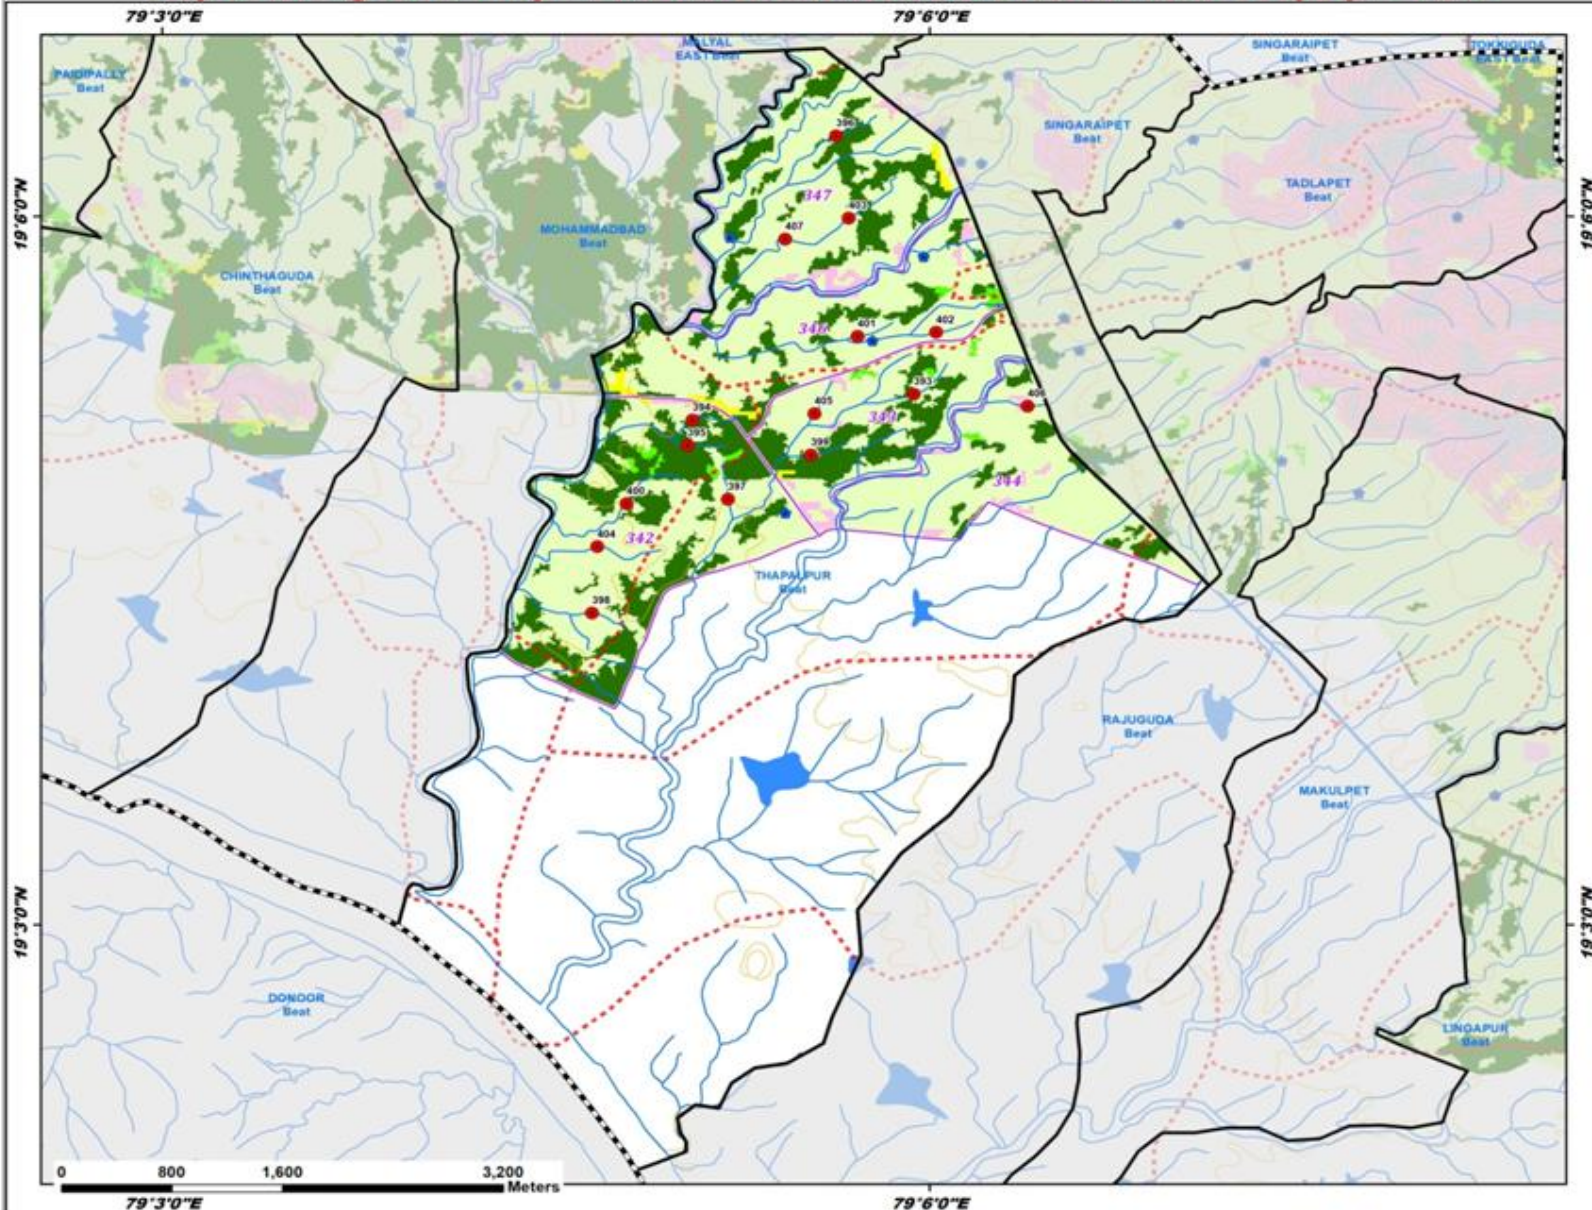 79°3'0"E
79°6'0"E
MALYAL
EAST Beat
SINGARAIPET
Beat
TOKKIGUDA
EAST Beat
PAIDIPALLY
Beat
396
SINGARAIPET
Beat
TADLAPET
Beat
347
19°6'0"N
19°6'0"N
403
MOHAMMADBAD
Beat
407
CHINTHAGUDA
Beat
401
402
393
394
405
395
399
344
400
397
404
342
THAPALPUR
Beat
398
RAJUGUDA
Beat
MAKULPET
Beat
19°3'0"N
19°3'0"N
DONOOR
Beat
LINGAPUR
Beat
0
800
1,600
3,200
Meters
79°3'0"E
79°6'0"E